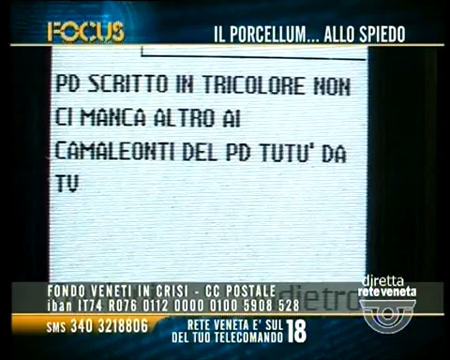 FOCUS
IL PORCELLUM... ALLO SPIEDO
PD SCRITTO IN TRICOLORE NON
CI MANCA ALTRO AI
CAMALEONTI DEL PD TUTU' DA
TV
dietro
FONDO VENETI IN CRISI - CC POSTALE
iban IT74 R076 0112 0000 0100 5908 528
diretta
reteveneta
SMS 340 3218806
RETE VENETA E' SUL
DEL TUO TELECOMANDO 18